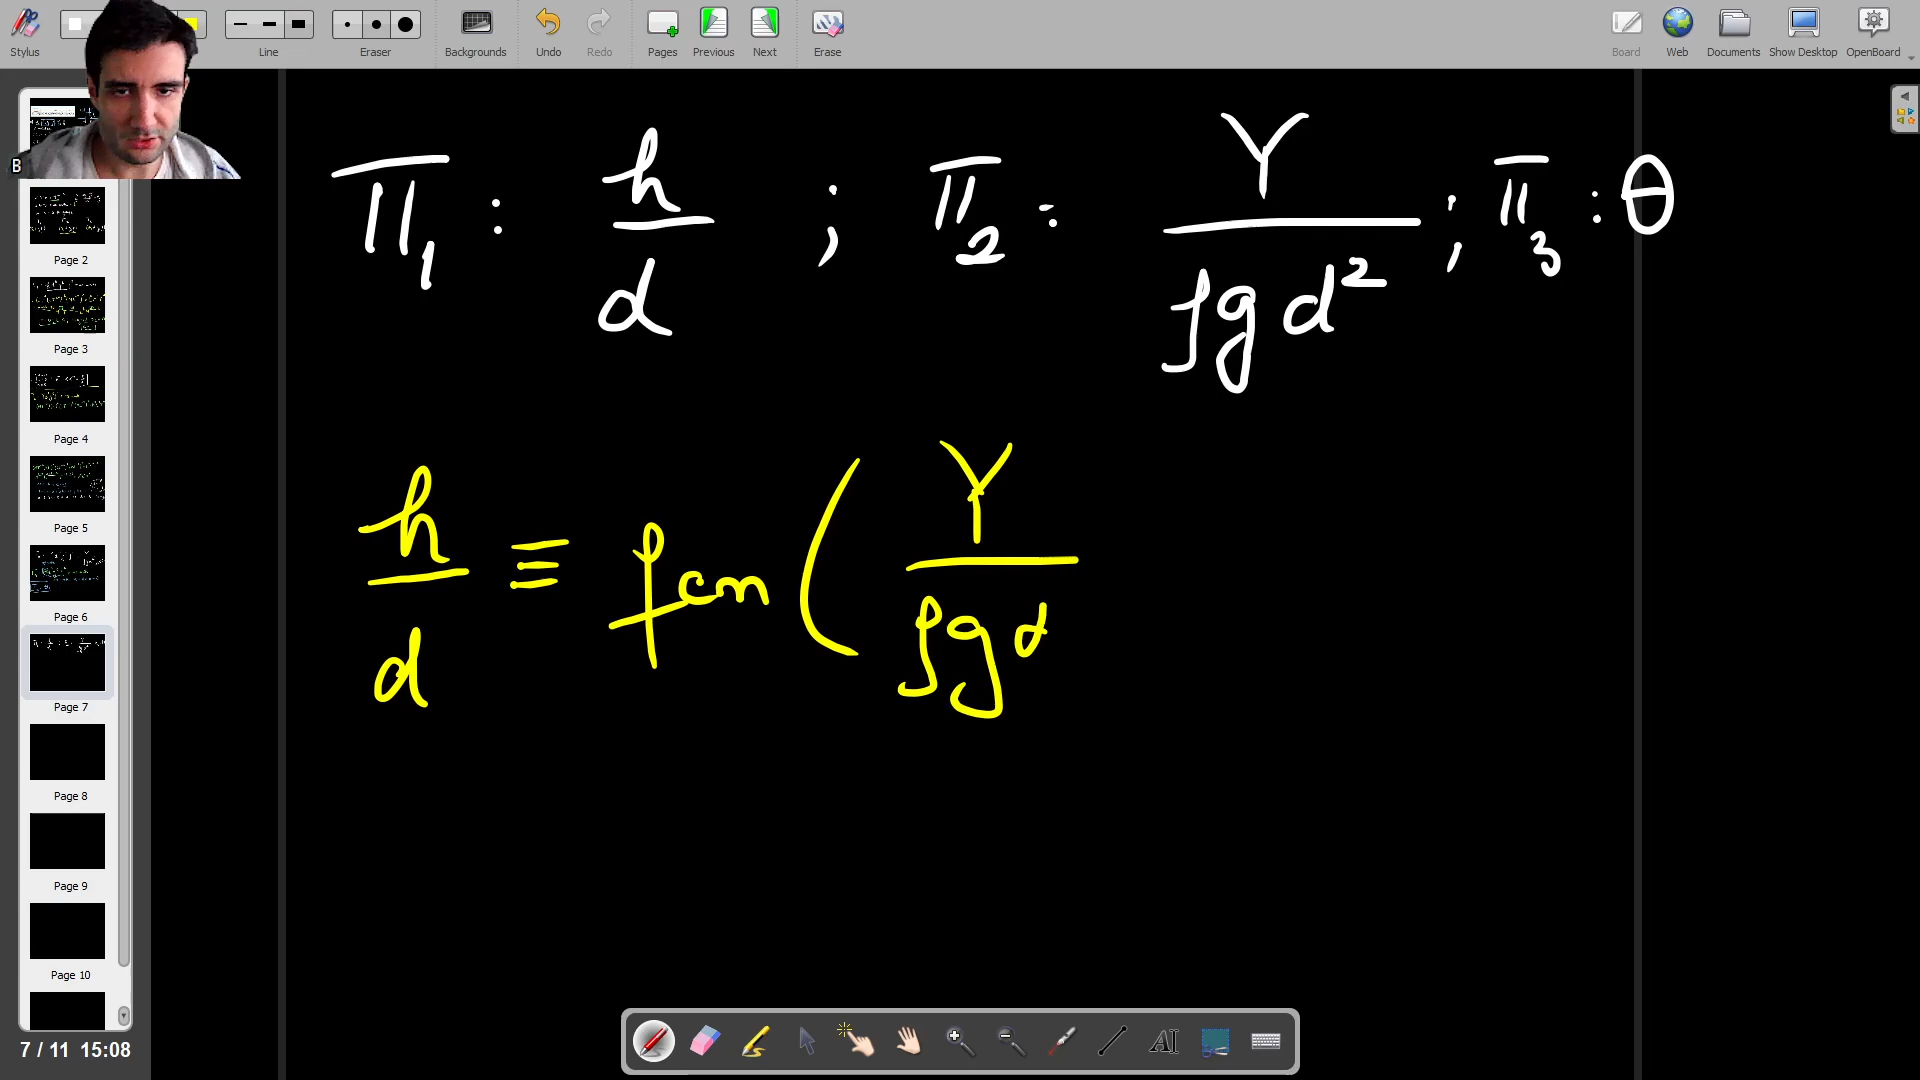 Stylus
Line
Eraser
Backgrounds
Undo
Redo
Pages
Previous
Next
Erase
Board
Web
Documents
Show Desktop
OpenBoard
B
Page 2
Page 3
Page 4
Page 5
Page 6
Page 7
Page 8
Page 9
Page 10
7 / 11 15:08
Π₁ : h/d ; Π₂ : Y/ρgd² ; Π₃ : θ
h/d ≡ fcn ( Y/ρgd
AI